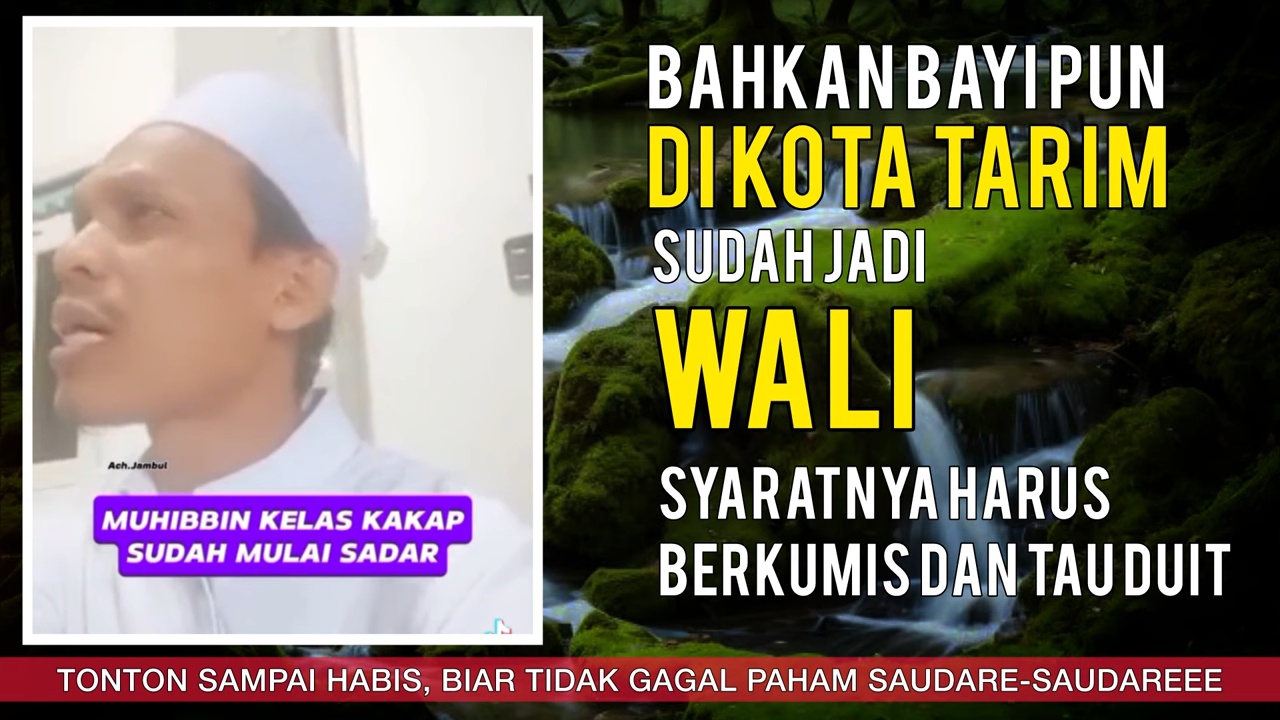 BAHKAN BAYI PUN
DI KOTA TARIM
SUDAH JADI
WALI
SYARATNYA HARUS
BERKUMIS DAN TAU DUIT
Ach.Jambul
MUHIBBIN KELAS KAKAP
SUDAH MULAI SADAR
TONTON SAMPAI HABIS, BIAR TIDAK GAGAL PAHAM SAUDARE-SAUDAREEE